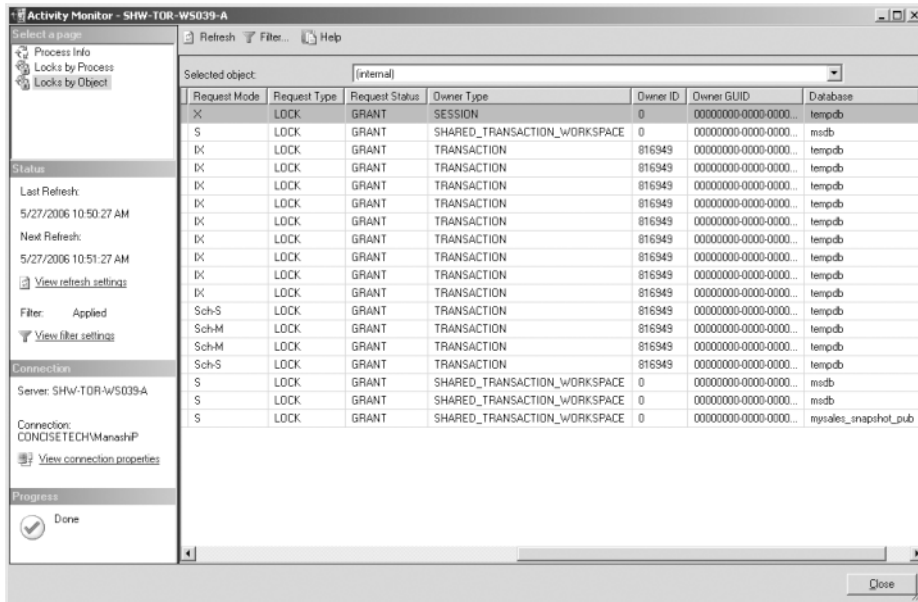 Activity Monitor - SHW-TOR-WS039-A
Select a page
Process Info
Locks by Process
Locks by Object
Status
Last Refresh:
5/27/2006 10:50:27 AM
Next Refresh:
5/27/2006 10:51:27 AM
View refresh settings
Filter: Applied
View filter settings
Connection
Server: SHW-TOR-WS039-A
Connection:
CONCISETECH\ManashiP
View connection properties
Progress
Done
Refresh Filter... Help
Selected object: (internal)
Request Mode Request Type Request Status Owner Type Owner ID Owner GUID Database
X LOCK GRANT SESSION 0 00000000-0000-0000... tempdb
S LOCK GRANT SHARED_TRANSACTION_WORKSPACE 0 00000000-0000-0000... msdb
IX LOCK GRANT TRANSACTION 816949 00000000-0000-0000... tempdb
IX LOCK GRANT TRANSACTION 816949 00000000-0000-0000... tempdb
IX LOCK GRANT TRANSACTION 816949 00000000-0000-0000... tempdb
IX LOCK GRANT TRANSACTION 816949 00000000-0000-0000... tempdb
IX LOCK GRANT TRANSACTION 816949 00000000-0000-0000... tempdb
IX LOCK GRANT TRANSACTION 816949 00000000-0000-0000... tempdb
IX LOCK GRANT TRANSACTION 816949 00000000-0000-0000... tempdb
IX LOCK GRANT TRANSACTION 816949 00000000-0000-0000... tempdb
IX LOCK GRANT TRANSACTION 816949 00000000-0000-0000... tempdb
Sch-S LOCK GRANT TRANSACTION 816949 00000000-0000-0000... tempdb
Sch-M LOCK GRANT TRANSACTION 816949 00000000-0000-0000... tempdb
Sch-M LOCK GRANT TRANSACTION 816949 00000000-0000-0000... tempdb
Sch-S LOCK GRANT TRANSACTION 816949 00000000-0000-0000... tempdb
S LOCK GRANT SHARED_TRANSACTION_WORKSPACE 0 00000000-0000-0000... msdb
S LOCK GRANT SHARED_TRANSACTION_WORKSPACE 0 00000000-0000-0000... msdb
S LOCK GRANT SHARED_TRANSACTION_WORKSPACE 0 00000000-0000-0000... mysales_snapshot_pub
Close